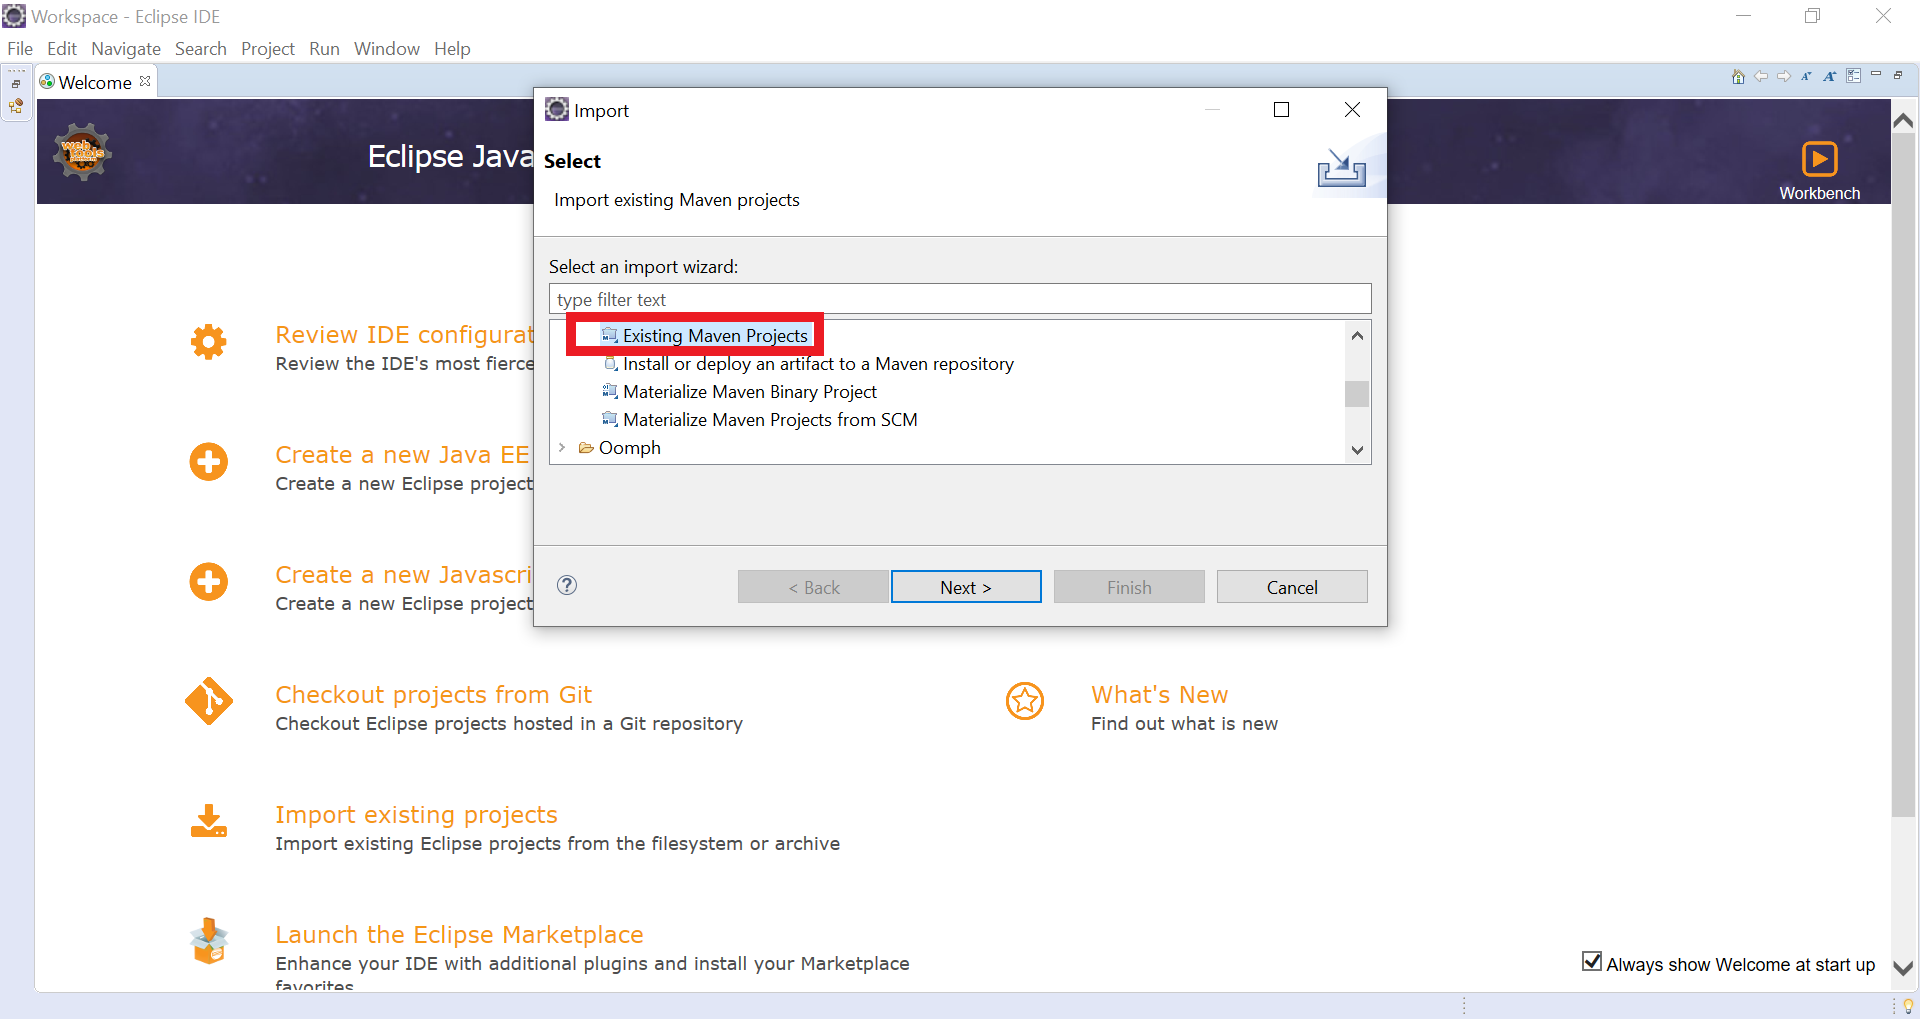 Workspace - Eclipse IDE
File Edit Navigate Search Project Run Window Help
Welcome
Eclipse Java
Workbench
Import
Select
Import existing Maven projects
Select an import wizard:
type filter text
Existing Maven Projects
Install or deploy an artifact to a Maven repository
Materialize Maven Binary Project
Materialize Maven Projects from SCM
Oomph
< Back Next > Finish Cancel
Review IDE configurat
Review the IDE's most fierce
Create a new Java EE
Create a new Eclipse project
Create a new Javascri
Create a new Eclipse project
Checkout projects from Git
Checkout Eclipse projects hosted in a Git repository
What's New
Find out what is new
Import existing projects
Import existing Eclipse projects from the filesystem or archive
Launch the Eclipse Marketplace
Enhance your IDE with additional plugins and install your Marketplace
favorites
Always show Welcome at start up